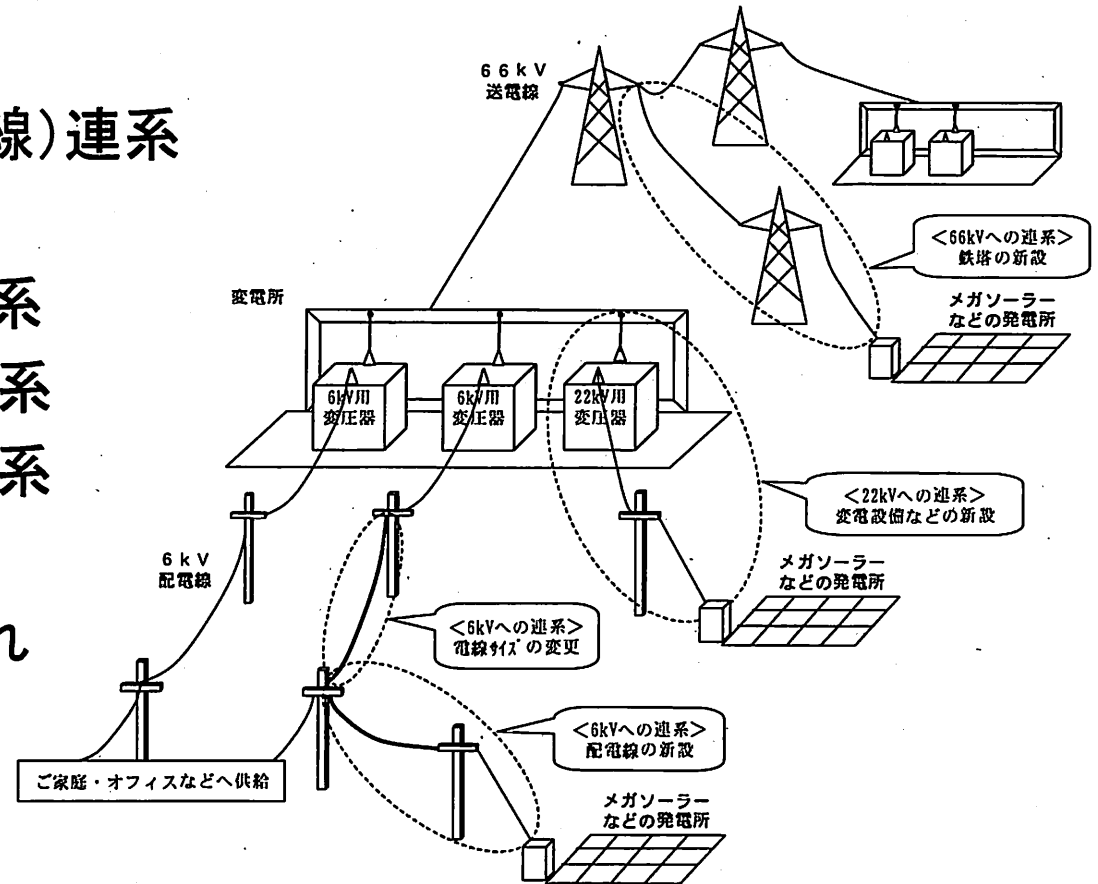 線)連系
系
系
系
れ
66kV
送電線
<66kVへの連系>
鉄塔の新設
メガソーラー
などの発電所
変電所
6kV用
変圧器
6kV用
変圧器
22kV用
変圧器
<22kVへの連系>
変電設備などの新設
メガソーラー
などの発電所
6kV
配電線
<6kVへの連系>
電線サイズの変更
<6kVへの連系>
配電線の新設
ご家庭・オフィスなどへ供給
メガソーラー
などの発電所